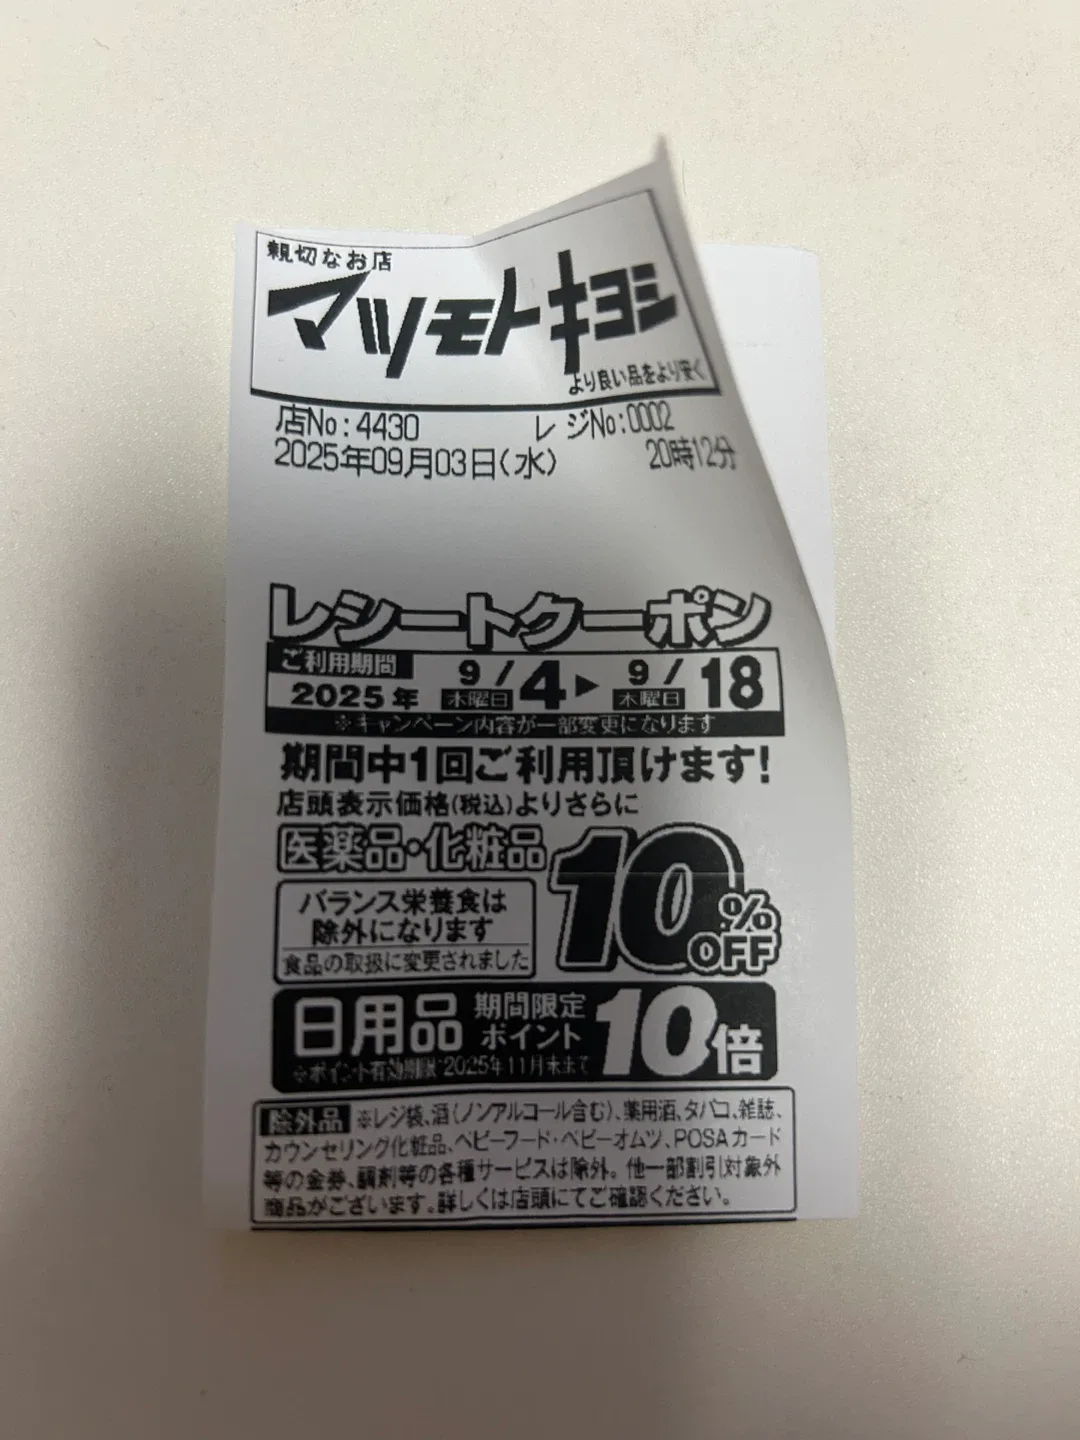 親切なお店
マツモトキヨシ
より良い品をより安く
店No:4430 レジNo:0002
2025年09月03日(水) 20時12分
レシートクーポン
ご利用期間
2025年 9/4 木曜日 ▶ 9/18 木曜日
※キャンペーン内容が一部変更になります
期間中1回ご利用頂けます!
店頭表示価格(税込)よりさらに
医薬品・化粧品
10%OFF
バランス栄養食は
除外になります
食品の取扱に変更されました
日用品 期間限定ポイント 10倍
※ポイント有効期限:2025年11月末まで
除外品 ※レジ袋、酒(ノンアルコール含む)、薬用酒、タバコ、雑誌、
カウンセリング化粧品、ベビーフード・ベビーオムツ、POSAカード
等の金券、調剤等の各種サービスは除外。他一部割引対象外
商品がございます。詳しくは店頭にてご確認ください。